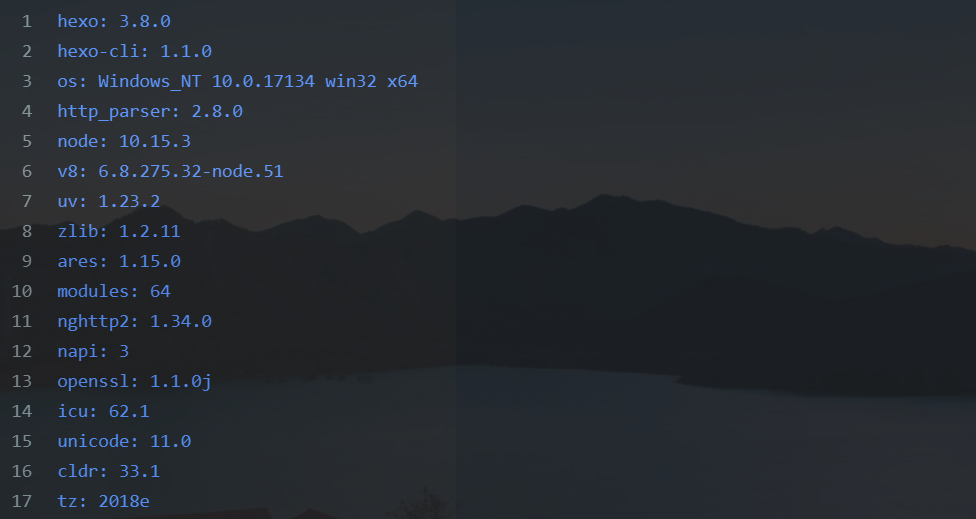 1 hexo: 3.8.0
2 hexo-cli: 1.1.0
3 os: Windows_NT 10.0.17134 win32 x64
4 http_parser: 2.8.0
5 node: 10.15.3
6 v8: 6.8.275.32-node.51
7 uv: 1.23.2
8 zlib: 1.2.11
9 ares: 1.15.0
10 modules: 64
11 nghttp2: 1.34.0
12 napi: 3
13 openssl: 1.1.0j
14 icu: 62.1
15 unicode: 11.0
16 cldr: 33.1
17 tz: 2018e